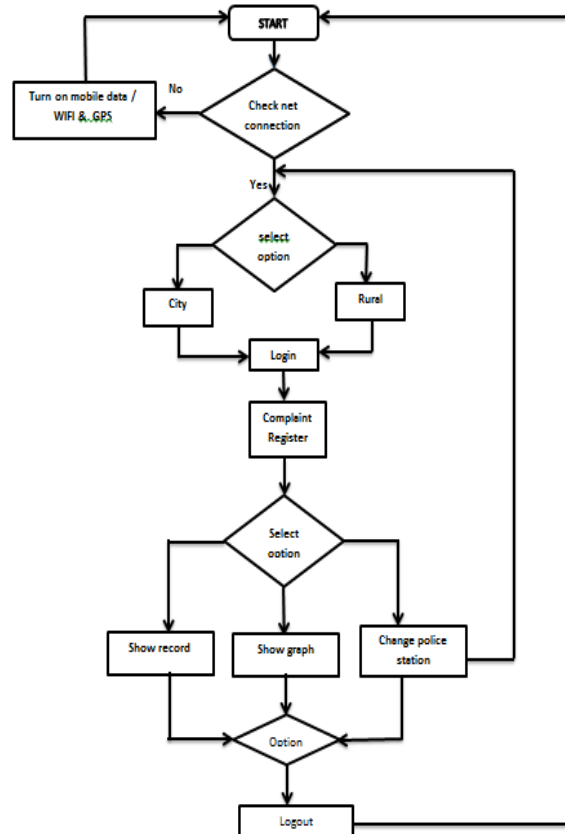 START
Turn on mobile data /
WIFI & .GPS
No
Check net
connection
Yes
select
option
City
Rural
Login
Complaint
Register
Select
option
Show record
Show graph
Change police
station
Option
Logout